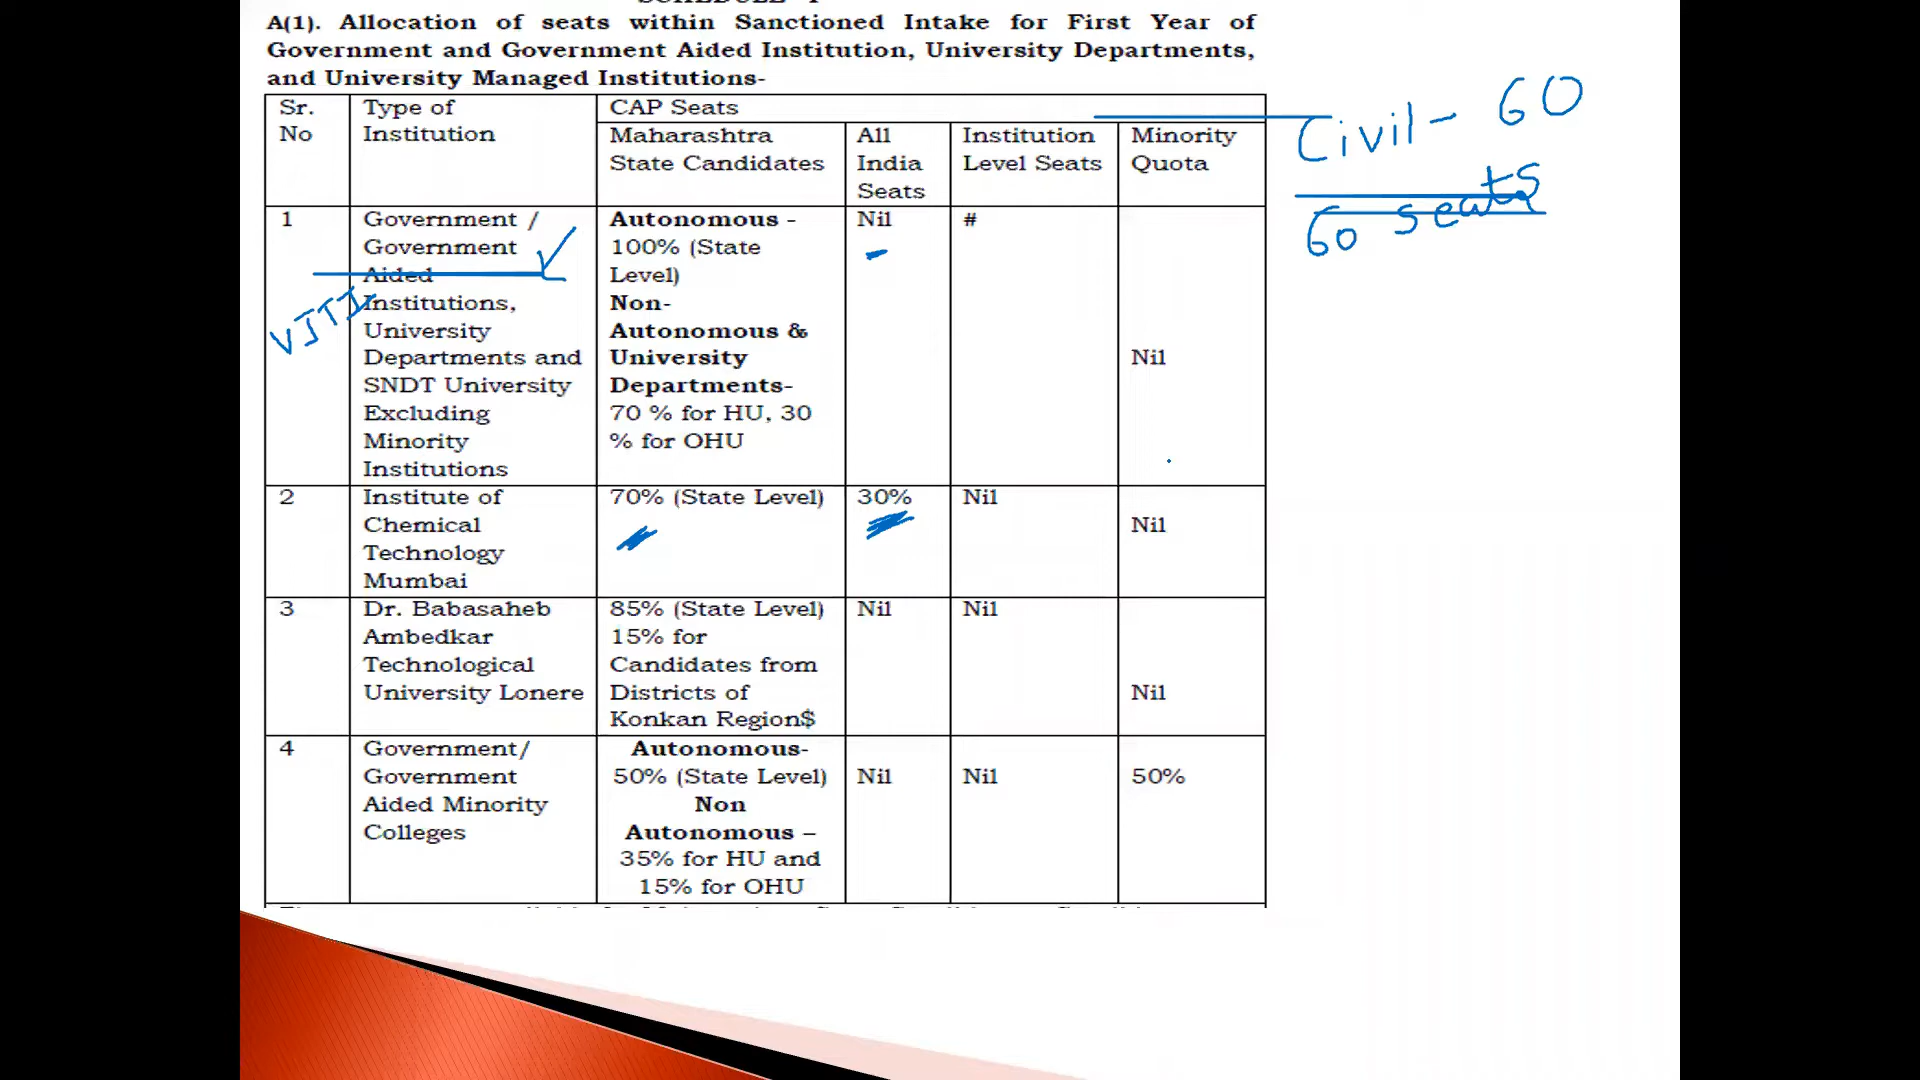 A(1). Allocation of seats within Sanctioned Intake for First Year of
Government and Government Aided Institution, University Departments,
and University Managed Institutions-
Sr. No
Type of Institution
CAP Seats
Maharashtra State Candidates
All India Seats
Institution Level Seats
Minority Quota
1
Government /
Government
Aided
Institutions,
University
Departments and
SNDT University
Excluding
Minority
Institutions
Autonomous -
100% (State
Level)
Non-
Autonomous &
University
Departments-
70 % for HU, 30
% for OHU
Nil
#
Nil
2
Institute of
Chemical
Technology
Mumbai
70% (State Level)
30%
Nil
Nil
3
Dr. Babasaheb
Ambedkar
Technological
University Lonere
85% (State Level)
15% for
Candidates from
Districts of
Konkan Region$
Nil
Nil
Nil
4
Government/
Government
Aided Minority
Colleges
Autonomous-
50% (State Level)
Non
Autonomous –
35% for HU and
15% for OHU
Nil
Nil
50%
Civil - 60
60 seats
VJTI